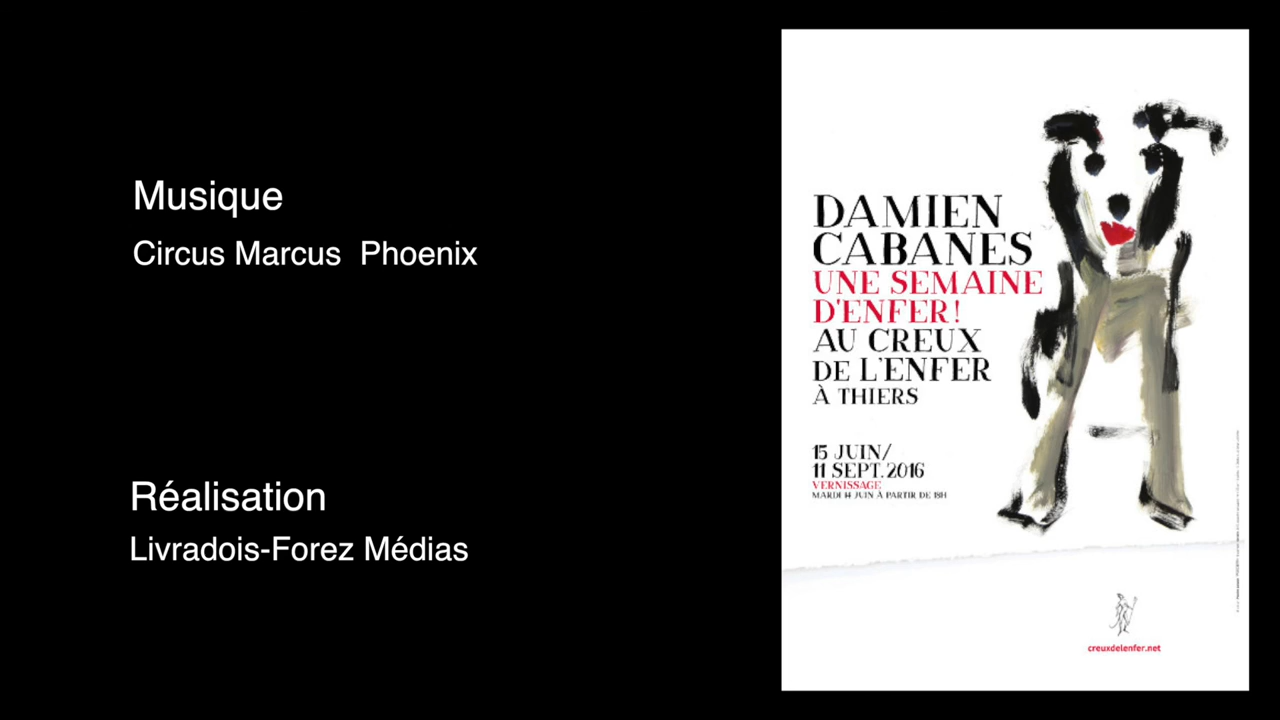 Musique
Circus Marcus  Phoenix
Réalisation
Livradois-Forez Médias
DAMIEN
CABANES
UNE SEMAINE
D'ENFER!
AU CREUX
DE L'ENFER
À THIERS
15 JUIN/
11 SEPT. 2016
VERNISSAGE
MARDI 14 JUIN À PARTIR DE 18H
creuxdelenfer.net